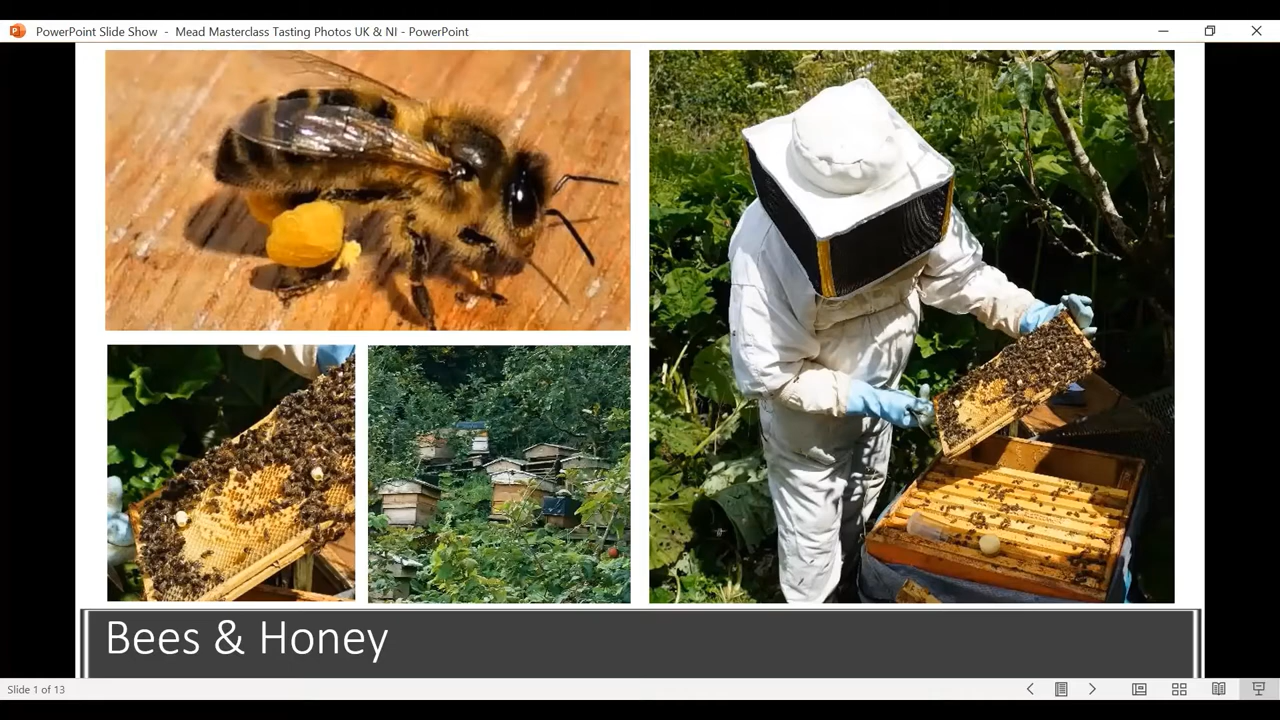 PowerPoint Slide Show - Mead Masterclass Tasting Photos UK & NI - PowerPoint
Bees & Honey
Slide 1 of 13